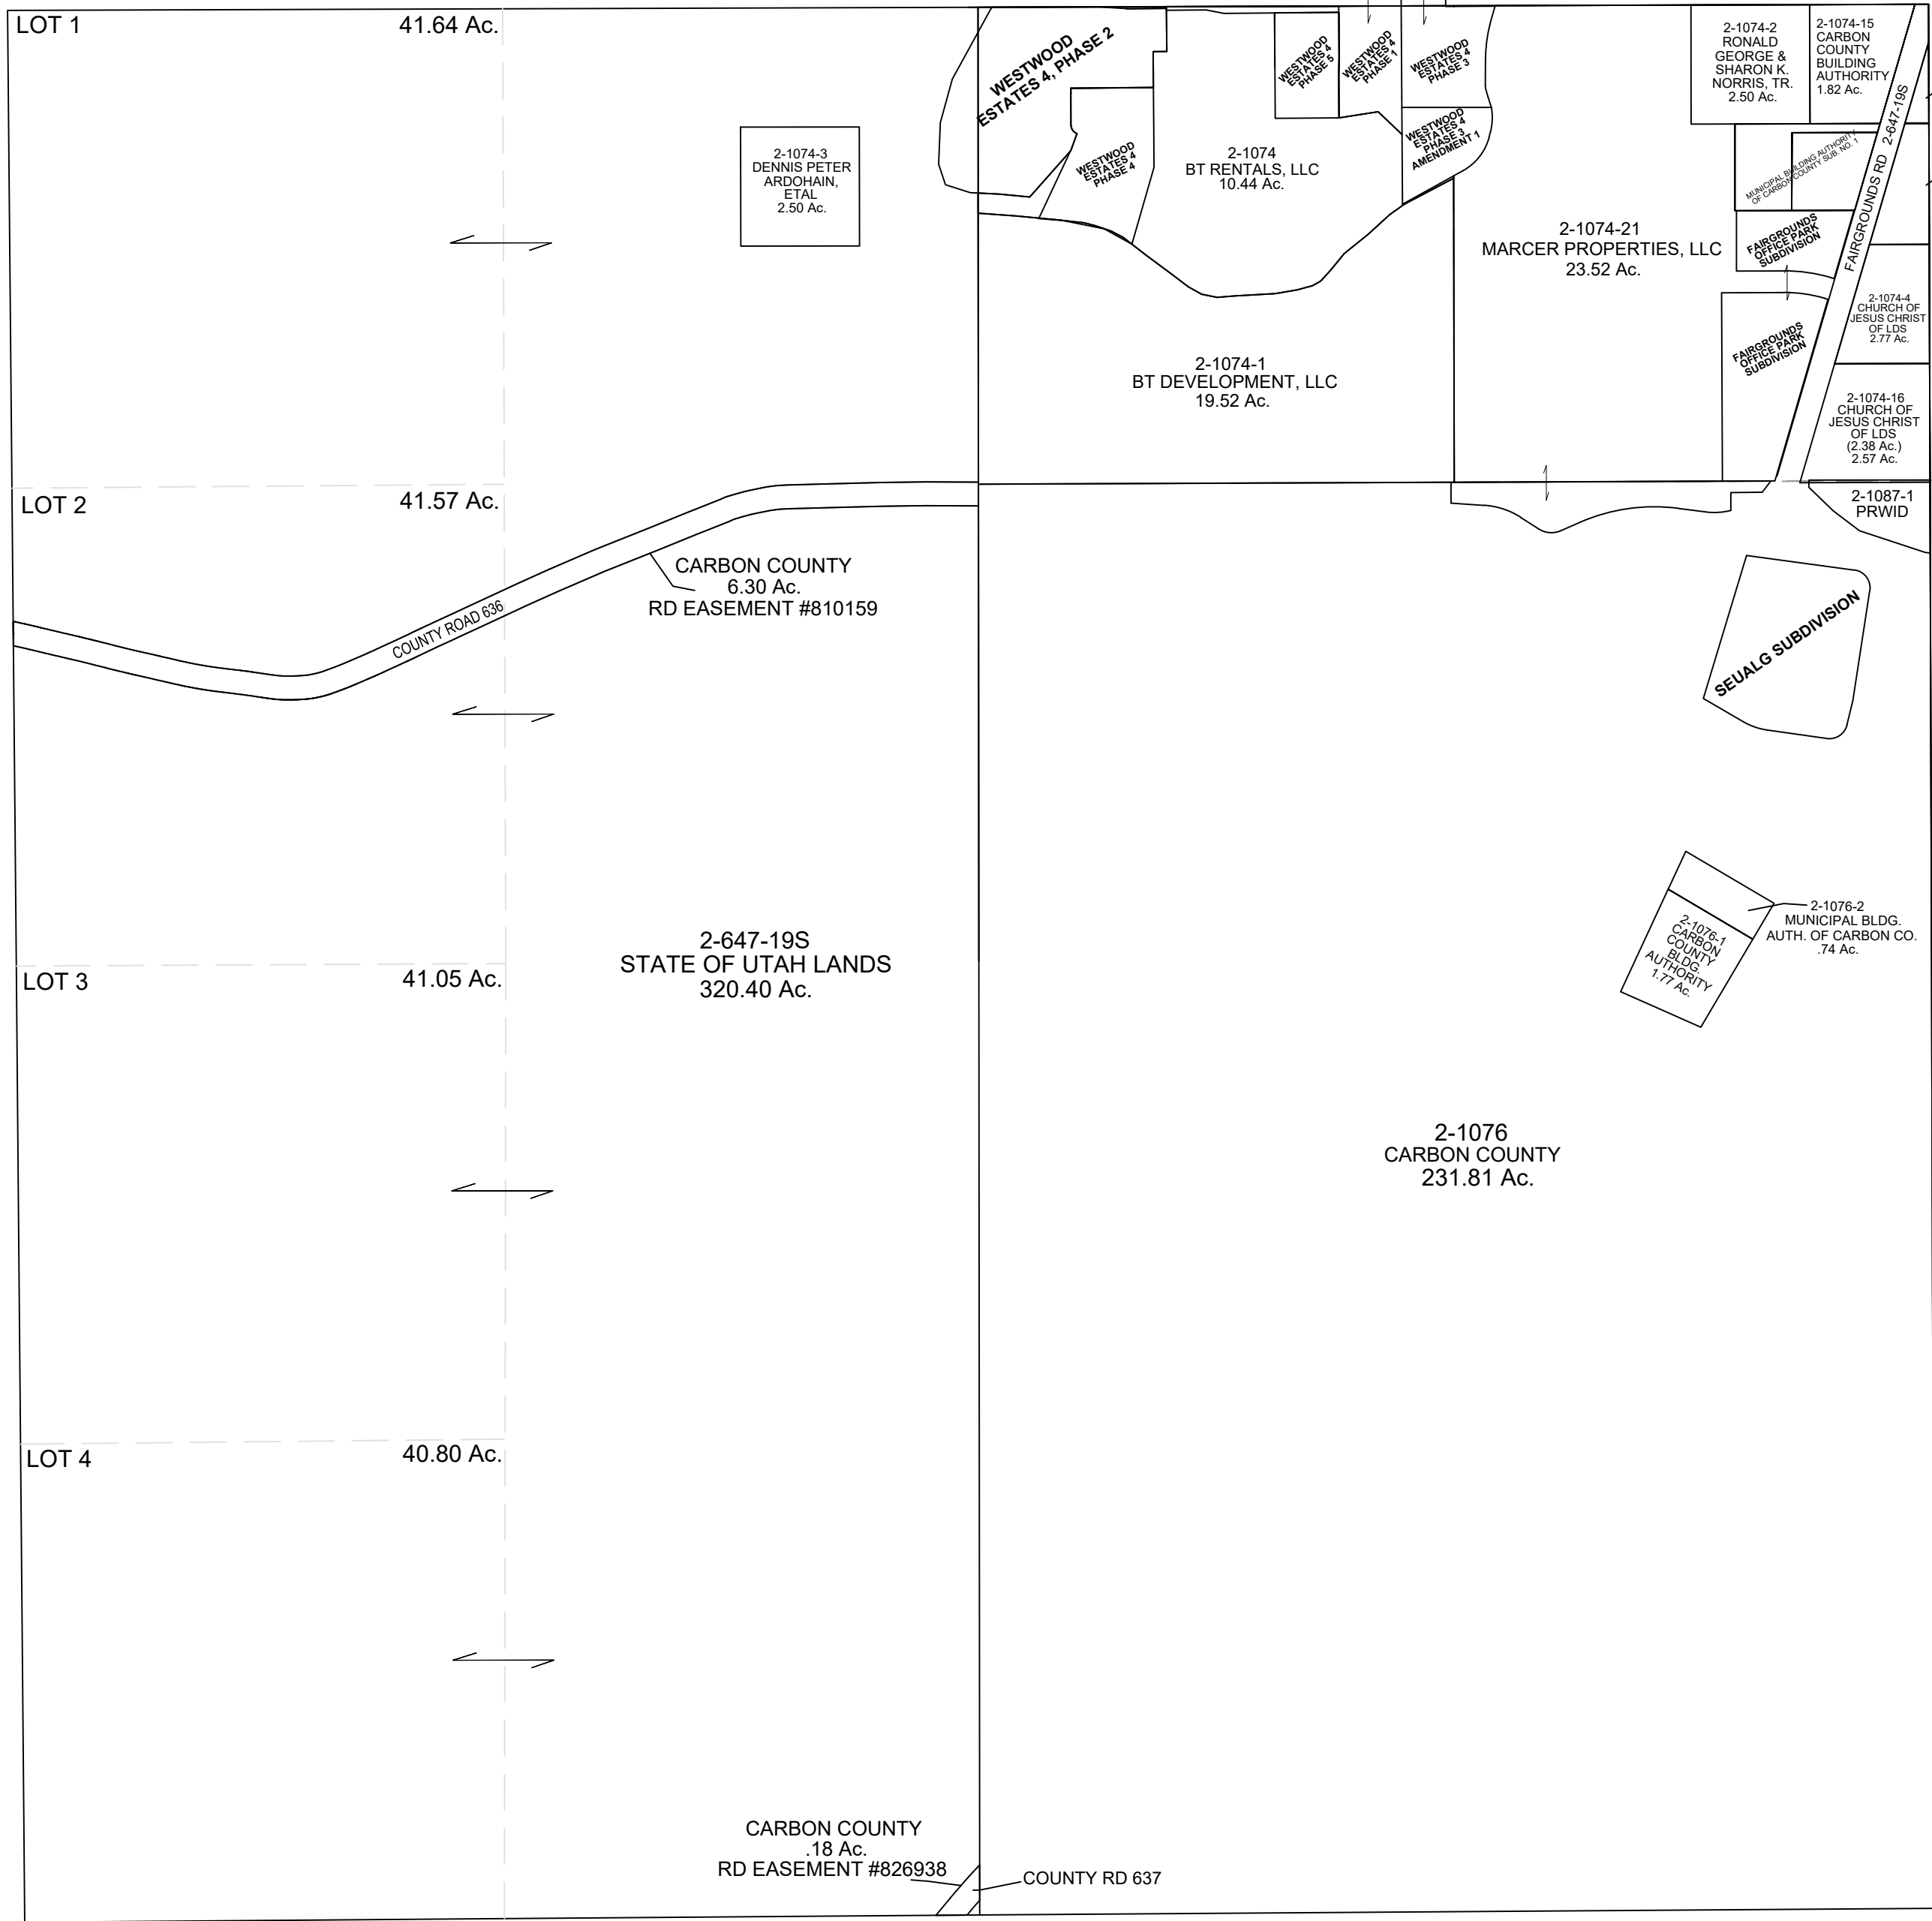 LOT 1
41.64 Ac.
WESTWOOD
ESTATES 4, PHASE 2
WESTWOOD
ESTATES 4
PHASE 5
WESTWOOD
ESTATES 4
PHASE 1
WESTWOOD
ESTATES 4
PHASE 3
2-1074-2
RONALD
GEORGE &
SHARON K.
NORRIS, TR.
2.50 Ac.
2-1074-15
CARBON
COUNTY
BUILDING
AUTHORITY
1.82 Ac.
2-1074-3
DENNIS PETER
ARDOHAIN,
ETAL
2.50 Ac.
WESTWOOD
ESTATES 4
PHASE 4
2-1074
BT RENTALS, LLC
10.44 Ac.
WESTWOOD
ESTATES 4
PHASE 3
AMENDMENT 1
MUNICIPAL BUILDING AUTHORITY
OF CARBON COUNTY SUB. NO. 1
FAIRGROUNDS RD 2-647-19S
2-1074-21
MARCER PROPERTIES, LLC
23.52 Ac.
FAIRGROUNDS
OFFICE PARK
SUBDIVISION
2-1074-4
CHURCH OF
JESUS CHRIST
OF LDS
2.77 Ac.
FAIRGROUNDS
OFFICE PARK
SUBDIVISION
2-1074-1
BT DEVELOPMENT, LLC
19.52 Ac.
2-1074-16
CHURCH OF
JESUS CHRIST
OF LDS
(2.38 Ac.)
2.57 Ac.
LOT 2
41.57 Ac.
2-1087-1
PRWID
CARBON COUNTY
6.30 Ac.
RD EASEMENT #810159
COUNTY ROAD 636
SEUALG SUBDIVISION
2-647-19S
STATE OF UTAH LANDS
320.40 Ac.
2-1076-2
MUNICIPAL BLDG.
AUTH. OF CARBON CO.
.74 Ac.
2-1076-1
CARBON
COUNTY
BLDG.
AUTHORITY
1.77 Ac.
LOT 3
41.05 Ac.
2-1076
CARBON COUNTY
231.81 Ac.
LOT 4
40.80 Ac.
CARBON COUNTY
.18 Ac.
RD EASEMENT #826938
COUNTY RD 637